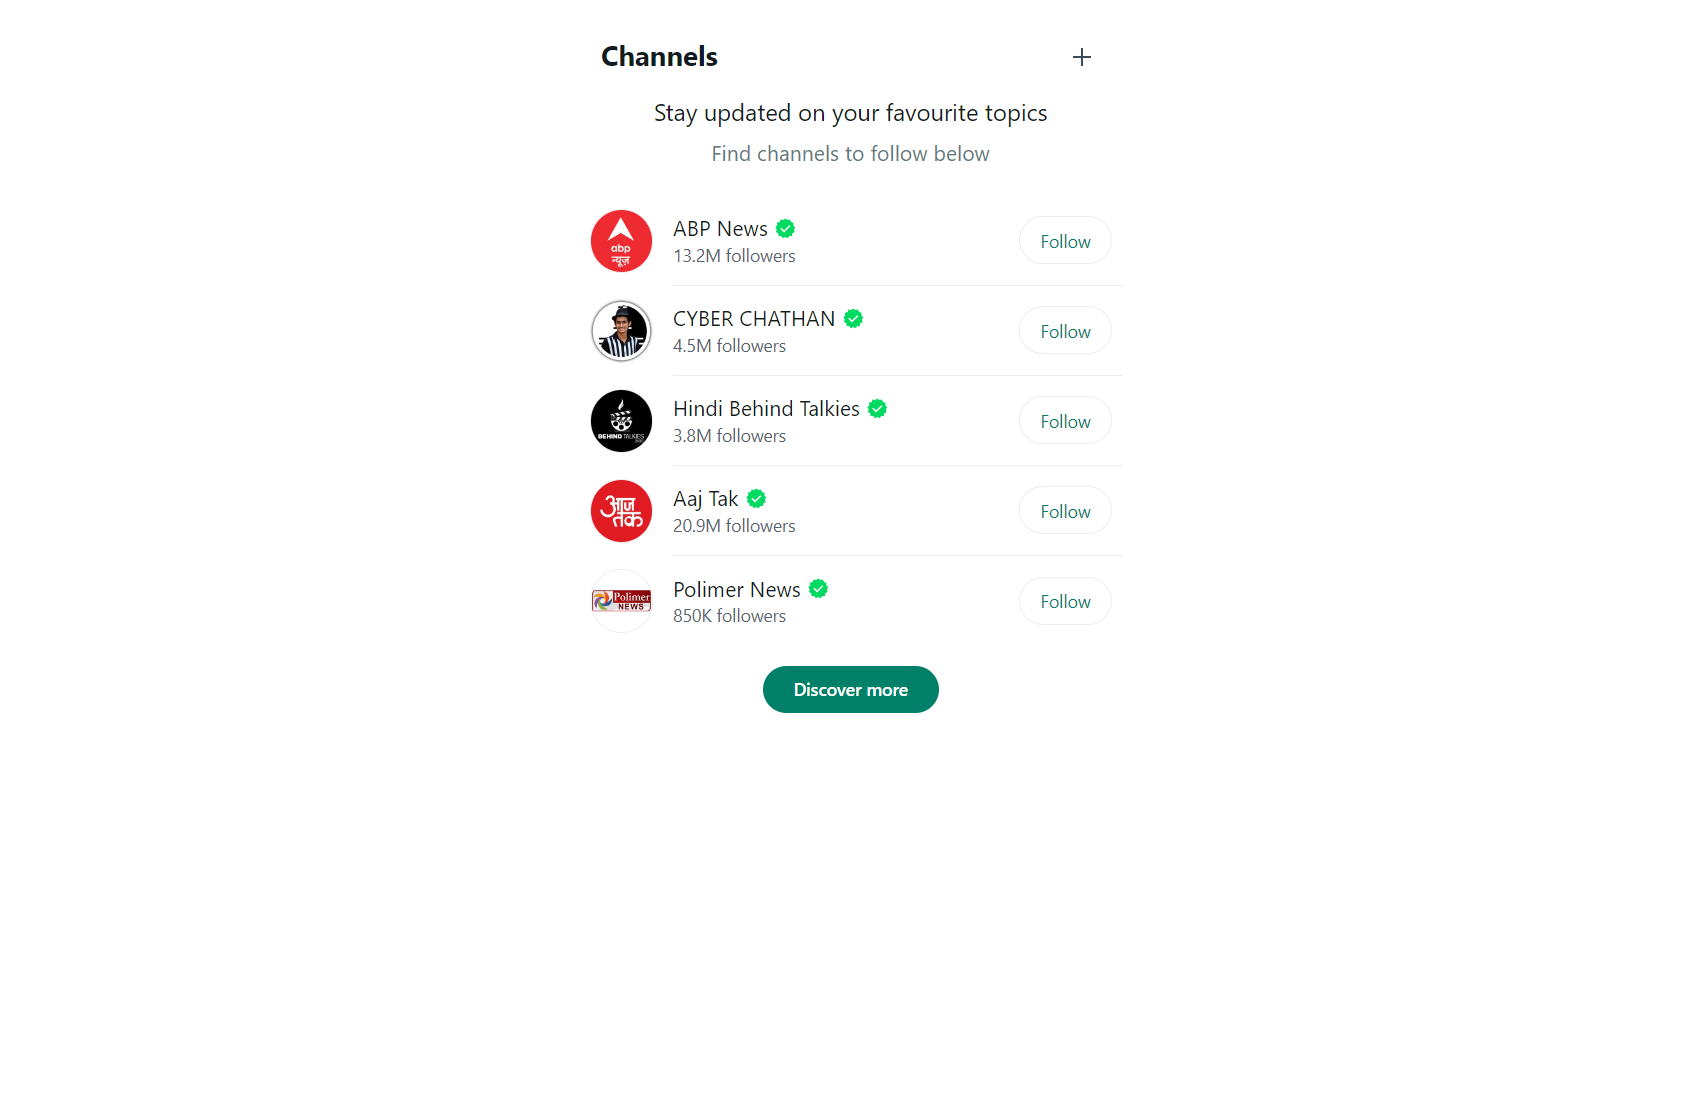 Channels
Stay updated on your favourite topics
Find channels to follow below
abp
न्यूज़
ABP News
13.2M followers
Follow
CYBER CHATHAN
4.5M followers
Follow
BEHIND TALKIES
Hindi Behind Talkies
3.8M followers
Follow
आज
तक
Aaj Tak
20.9M followers
Follow
Polimer
NEWS
Polimer News
850K followers
Follow
Discover more